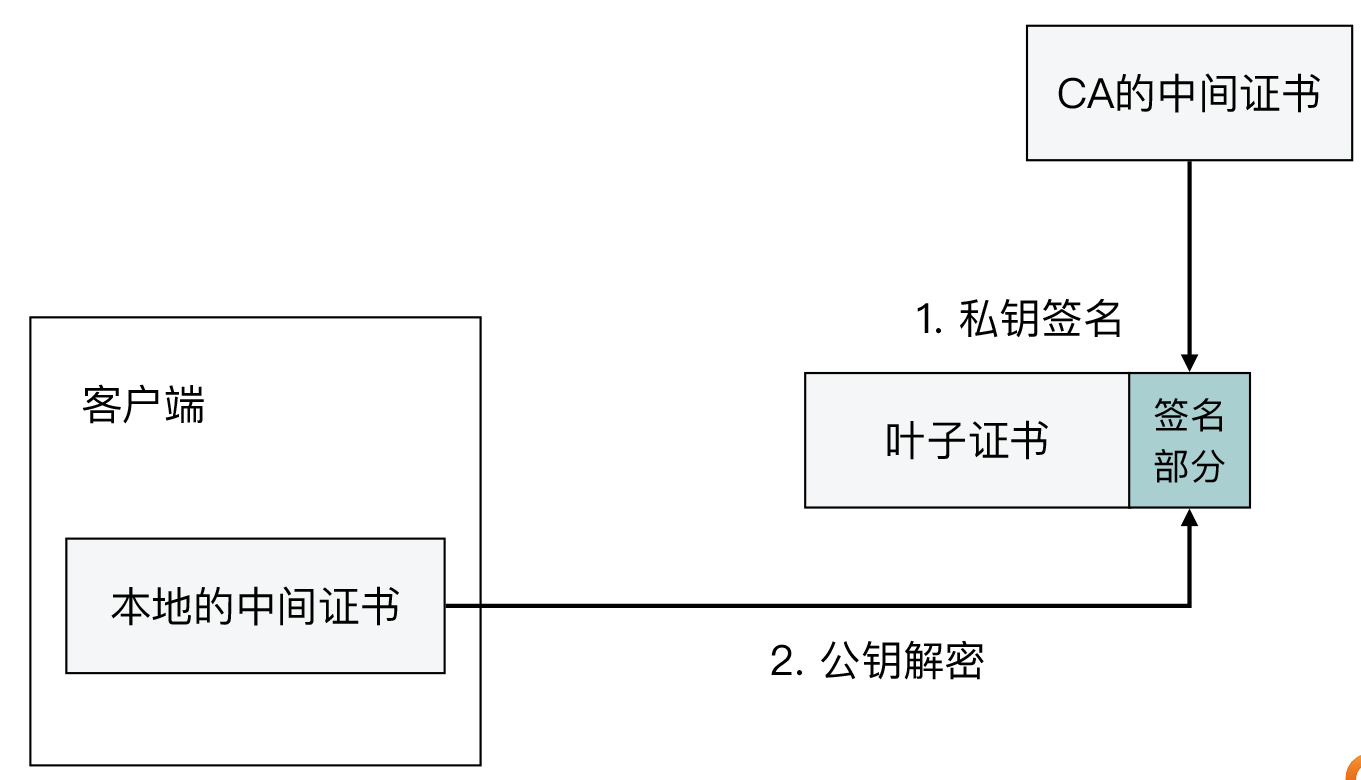 CA的中间证书
1. 私钥签名
客户端
叶子证书
签名
部分
本地的中间证书
2. 公钥解密